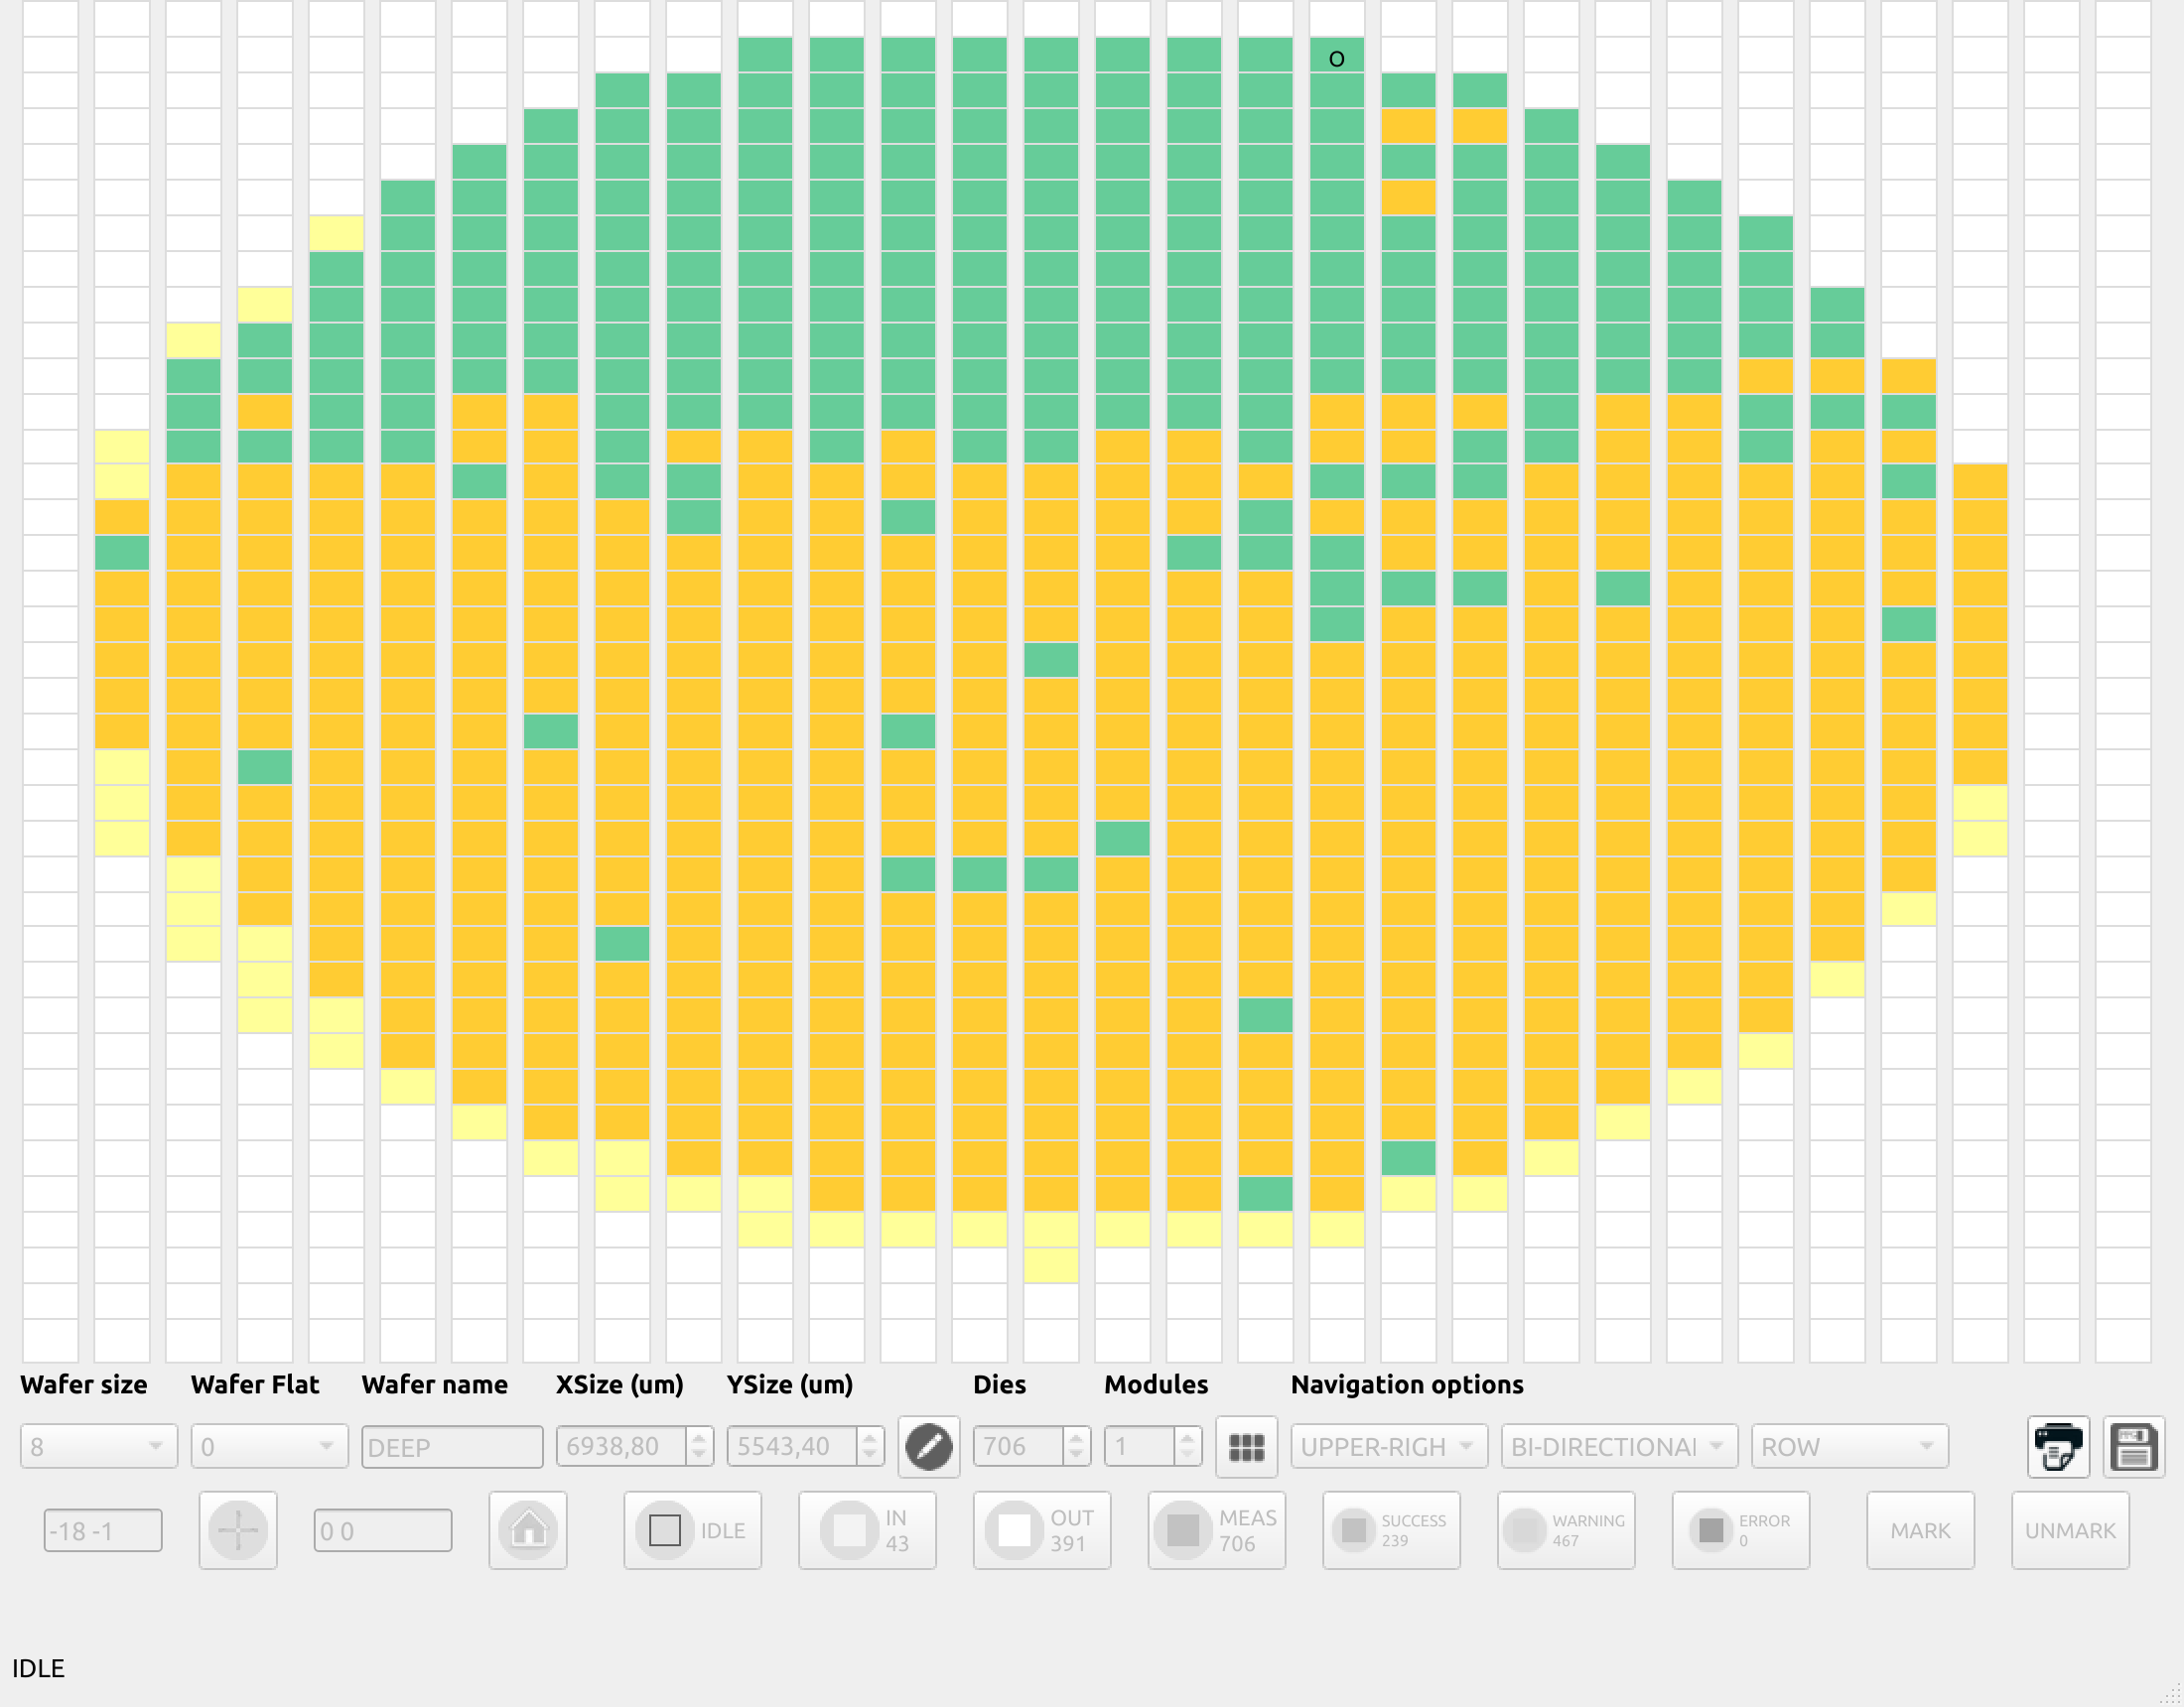 o
Wafer size Wafer Flat Wafer name XSize (um) YSize (um) Dies Modules Navigation options
8 0 DEEP 6938,80 5543,40 706 1 UPPER-RIGH BI-DIRECTIONAI ROW
-18 -1 0 0 IDLE IN 43 OUT 391 MEAS 706 SUCCESS 239 WARNING 467 ERROR 0 MARK UNMARK
IDLE